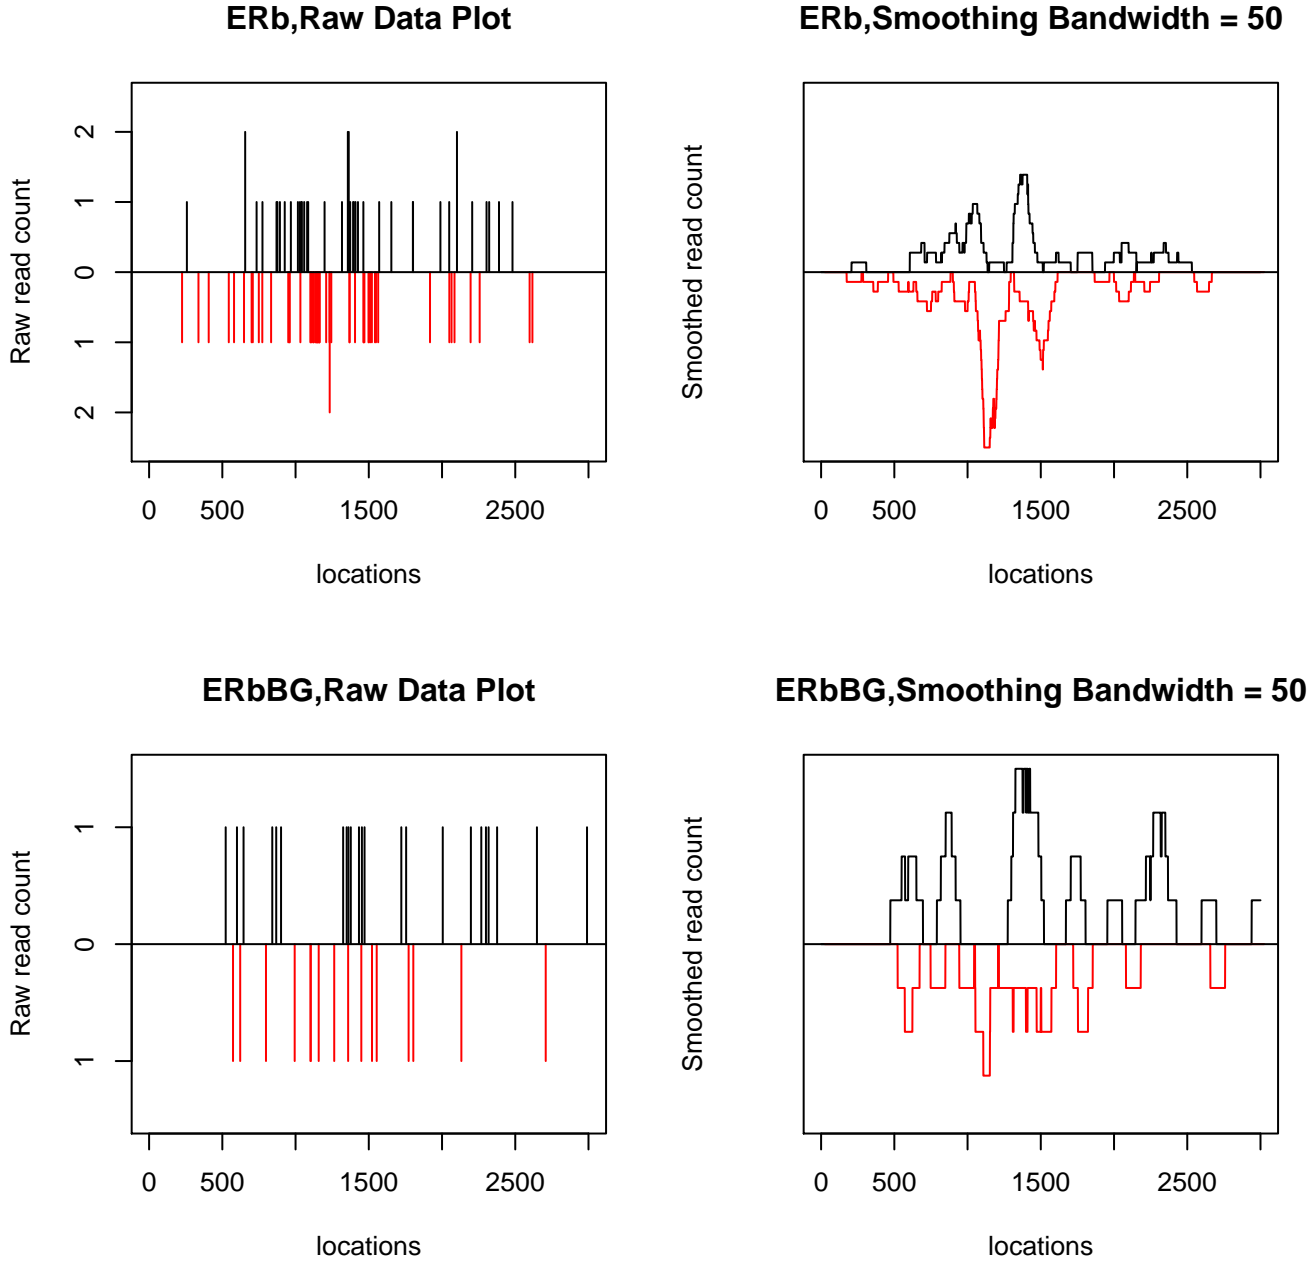 ERb,Raw Data Plot
Raw read count
2
1
0
1
2
0 500 1500 2500
locations
ERb,Smoothing Bandwidth = 50
Smoothed read count
0 500 1500 2500
locations
ERbBG,Raw Data Plot
Raw read count
1
0
1
0 500 1500 2500
locations
ERbBG,Smoothing Bandwidth = 50
Smoothed read count
0 500 1500 2500
locations